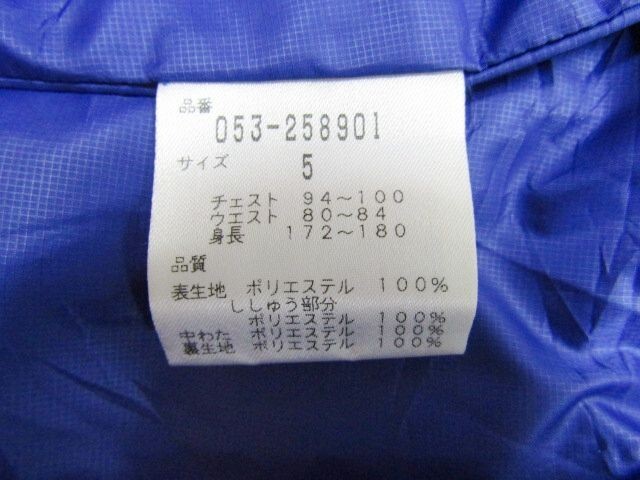 品番
053-258901
サイズ 5
チェスト 94～100
ウエスト 80～84
身長 172～180
品質
表生地 ポリエステル 100%
ししゅう部分
ポリエステル 100%
中わた ポリエステル 100%
裏生地 ポリエステル 100%